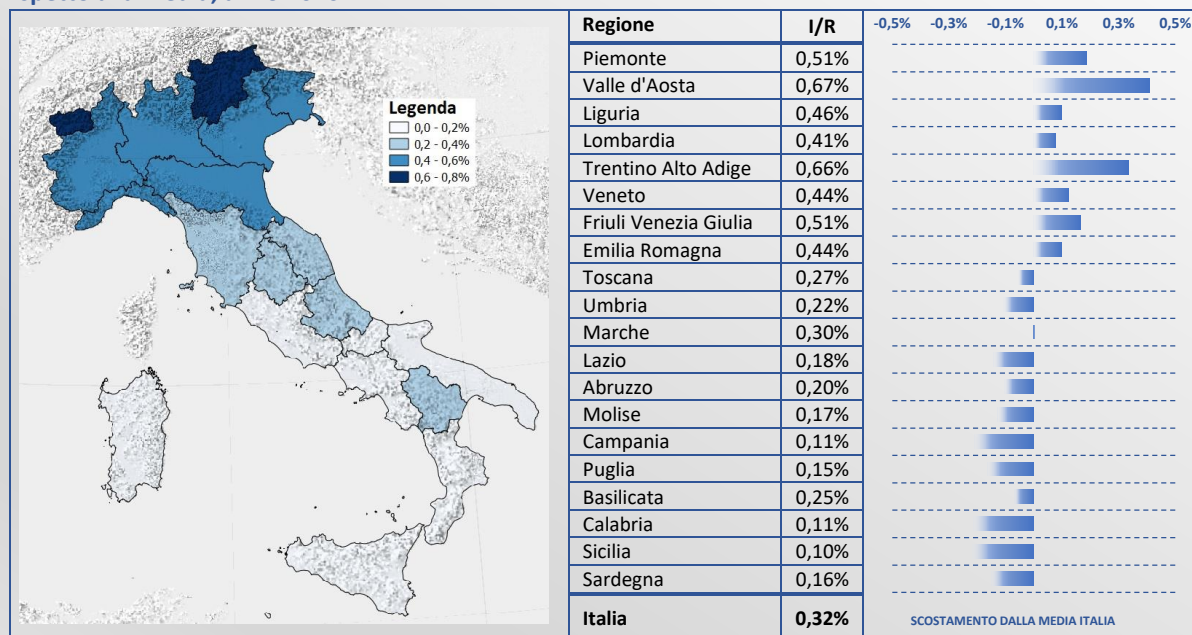 Legenda
0,0 - 0,2%
0,2 - 0,4%
0,4 - 0,6%
0,6 - 0,8%
Regione I/R -0,5% -0,3% -0,1% 0,1% 0,3% 0,5%
Piemonte 0,51%
Valle d'Aosta 0,67%
Liguria 0,46%
Lombardia 0,41%
Trentino Alto Adige 0,66%
Veneto 0,44%
Friuli Venezia Giulia 0,51%
Emilia Romagna 0,44%
Toscana 0,27%
Umbria 0,22%
Marche 0,30%
Lazio 0,18%
Abruzzo 0,20%
Molise 0,17%
Campania 0,11%
Puglia 0,15%
Basilicata 0,25%
Calabria 0,11%
Sicilia 0,10%
Sardegna 0,16%
Italia 0,32% SCOSTAMENTO DALLA MEDIA ITALIA